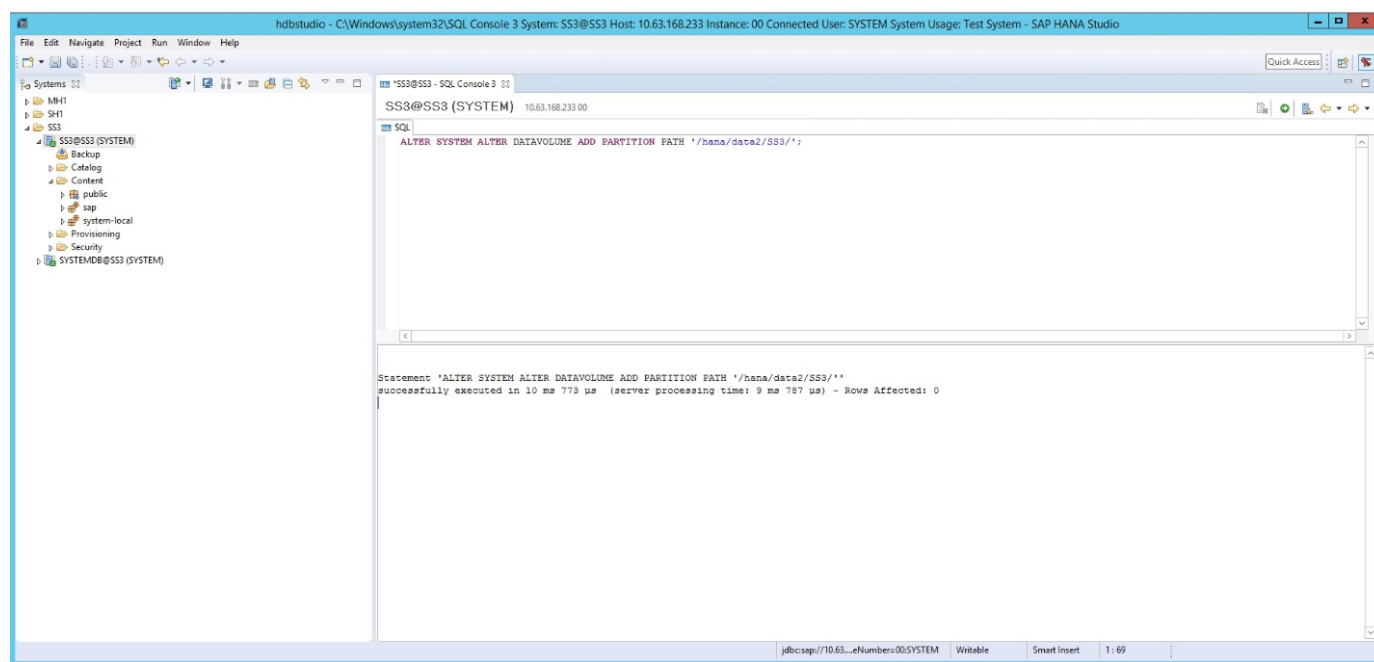 hdbstudio - C:\Windows\system32\SQL Console 3 System: SS3@SS3 Host: 10.63.168.233 Instance: 00 Connected User: SYSTEM System Usage: Test System - SAP HANA Studio
File Edit Navigate Project Run Window Help
Quick Access
Systems
*SS3@SS3 - SQL Console 3
MH1
SH1
SS3
SS3@SS3 (SYSTEM)
Backup
Catalog
Content
public
sap
system-local
Provisioning
Security
SYSTEMDB@SS3 (SYSTEM)
SS3@SS3 (SYSTEM) 10.63.168.233 00
SQL
ALTER SYSTEM ALTER DATAVOLUME ADD PARTITION PATH '/hana/data2/SS3/';
Statement 'ALTER SYSTEM ALTER DATAVOLUME ADD PARTITION PATH '/hana/data2/SS3/''
successfully executed in 10 ms 773 µs (server processing time: 9 ms 787 µs) - Rows Affected: 0
jdbc:sap://10.63....eNumber=00:SYSTEM Writable Smart Insert 1 : 69